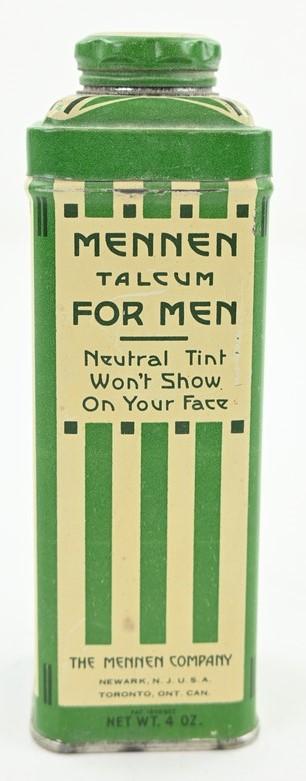 MENNEN
TALCUM
FOR MEN
Neutral Tint
Won't Show
On Your Face
THE MENNEN COMPANY
NEWARK, N. J. U. S. A.
TORONTO, ONT. CAN.
NET WT. 4 OZ.